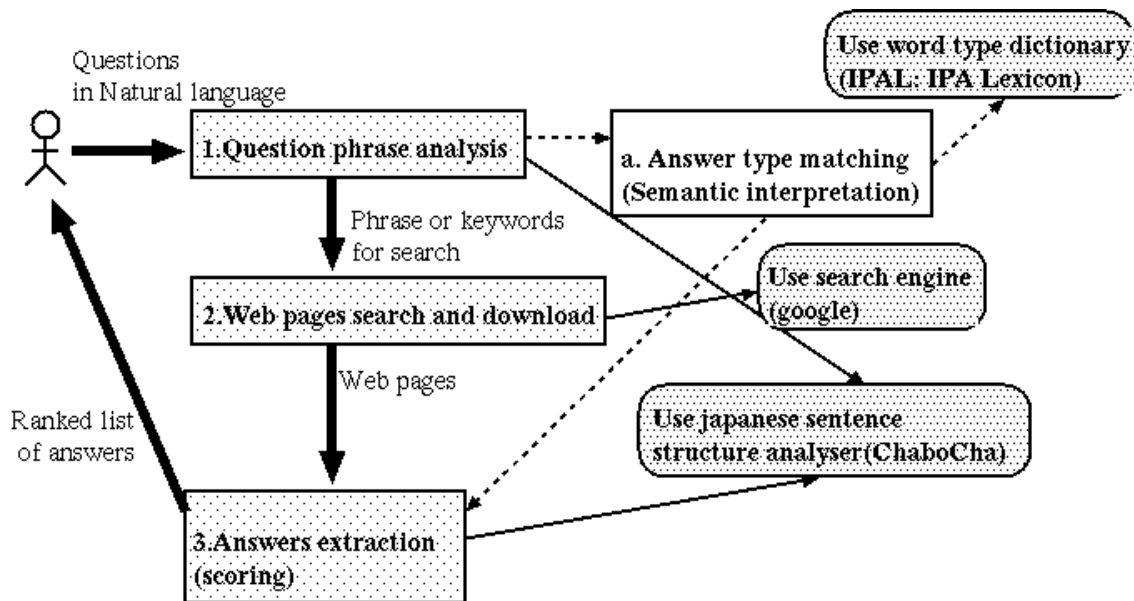 Use word type dictionary
(IPAL: IPA Lexicon)
Questions
in Natural language
1.Question phrase analysis
a. Answer type matching
(Semantic interpretation)
Phrase or keywords
for search
Use search engine
(google)
2.Web pages search and download
Web pages
Ranked list
of answers
Use japanese sentence
structure analyser(ChaboCha)
3.Answers extraction
(scoring)